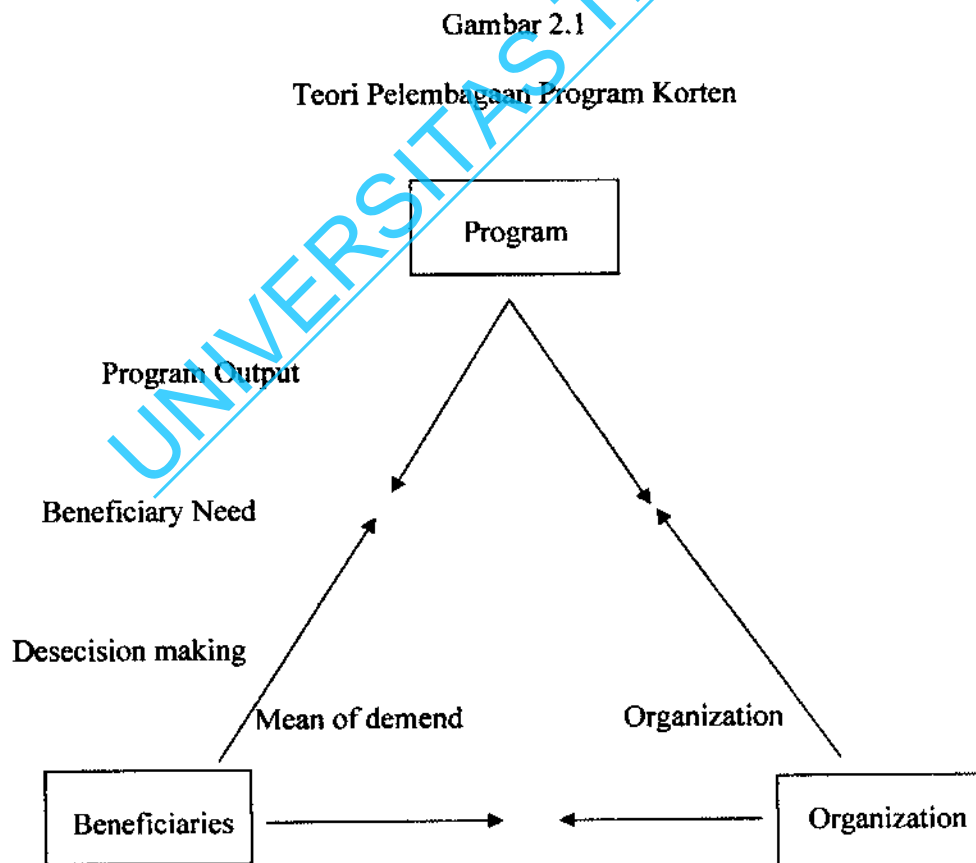 Gambar 2.1
Teori Pelembagaan Program Korten
Program
Program Output
Beneficiary Need
Desecision making
Mean of demend
Organization
Beneficiaries
Organization
UNIVERSITAS